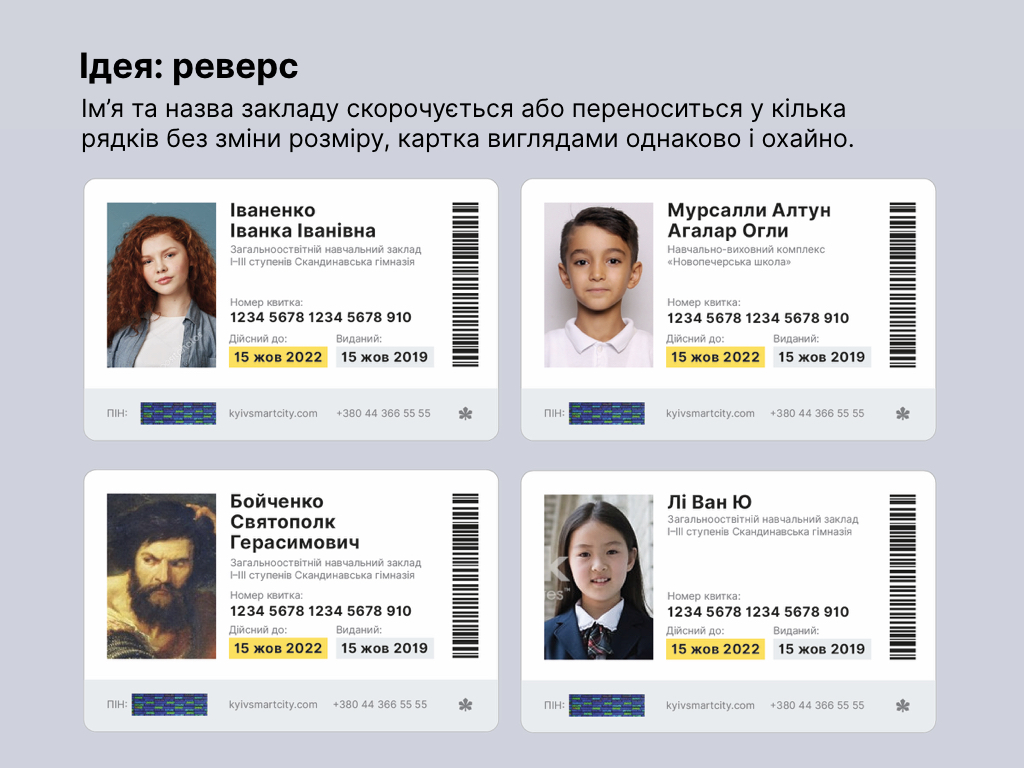 Ідея: реверс
Ім’я та назва закладу скорочується або переноситься у кілька
рядків без зміни розміру, картка виглядами однаково і охайно.
Іваненко
Іванка Іванівна
Загальнооствітній навчальний заклад
І–ІІІ ступенів Скандинавська гімназія
Номер квитка:
1234 5678 1234 5678 910
Дійсний до: Виданий:
15 жов 2022 15 жов 2019
ПІН: kyivsmartcity.com +380 44 366 55 55
Мурсалли Алтун
Агалар Огли
Навчально-виховний комплекс
«Новопечерська школа»
Номер квитка:
1234 5678 1234 5678 910
Дійсний до: Виданий:
15 жов 2022 15 жов 2019
ПІН: kyivsmartcity.com +380 44 366 55 55
Бойченко
Святополк
Герасимович
Загальнооствітній навчальний заклад
І–ІІІ ступенів Скандинавська гімназія
Номер квитка:
1234 5678 1234 5678 910
Дійсний до: Виданий:
15 жов 2022 15 жов 2019
ПІН: kyivsmartcity.com +380 44 366 55 55
Лі Ван Ю
Загальнооствітній навчальний заклад
І–ІІІ ступенів Скандинавська гімназія
Номер квитка:
1234 5678 1234 5678 910
Дійсний до: Виданий:
15 жов 2022 15 жов 2019
ПІН: kyivsmartcity.com +380 44 366 55 55